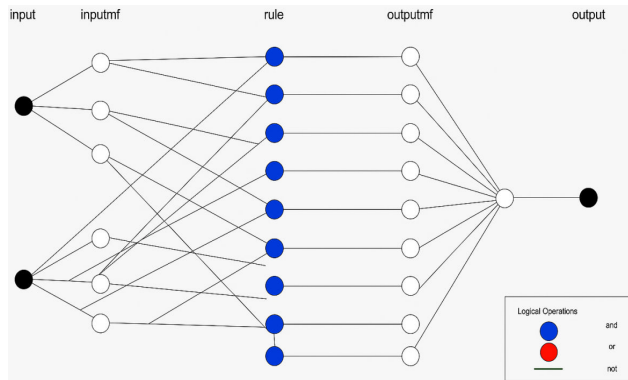 input inputmf rule outputmf output
Logical Operations
and
or
not